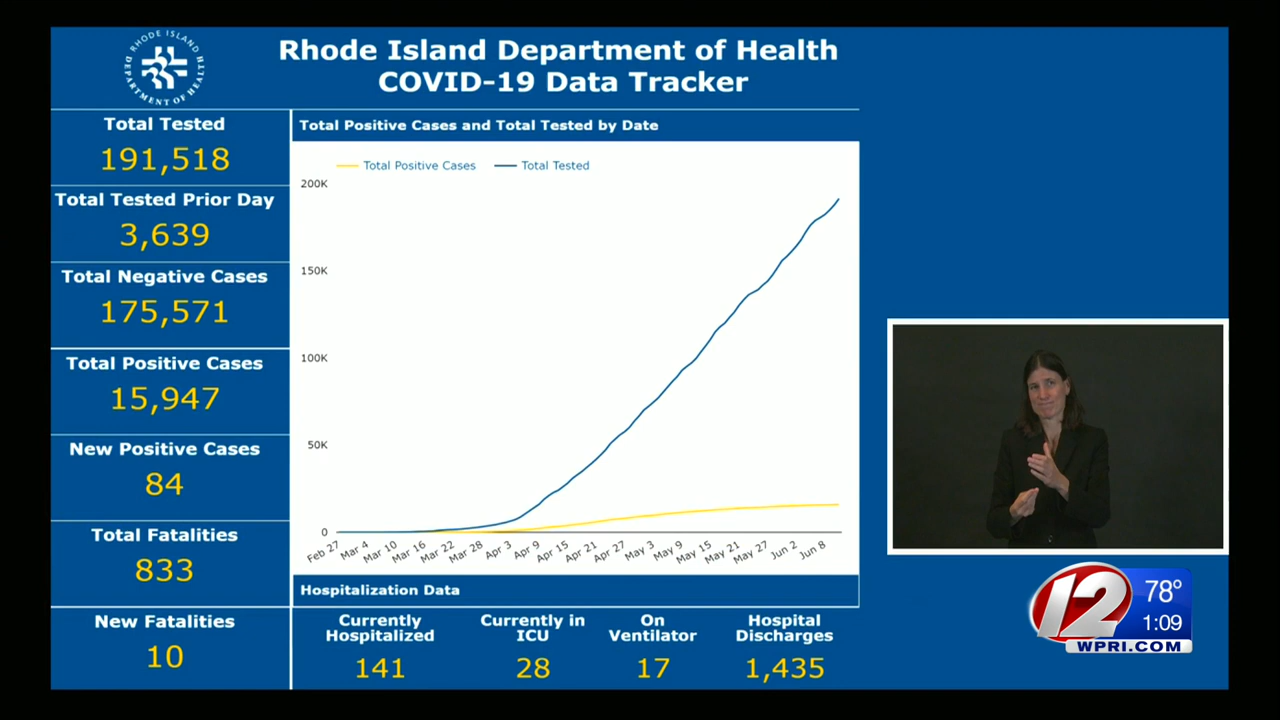 RHODE ISLAND
DEPARTMENT OF HEALTH
Rhode Island Department of Health
COVID-19 Data Tracker
Total Tested
191,518
Total Tested Prior Day
3,639
Total Negative Cases
175,571
Total Positive Cases
15,947
New Positive Cases
84
Total Fatalities
833
New Fatalities
10
Total Positive Cases and Total Tested by Date
Total Positive Cases
Total Tested
200K
150K
100K
50K
0
Feb 27
Mar 4
Mar 10
Mar 16
Mar 22
Mar 28
Apr 3
Apr 9
Apr 15
Apr 21
Apr 27
May 3
May 9
May 15
May 21
May 27
Jun 2
Jun 8
Hospitalization Data
Currently
Hospitalized
141
Currently in
ICU
28
On
Ventilator
17
Hospital
Discharges
1,435
12
78°
1:09
WPRI.COM